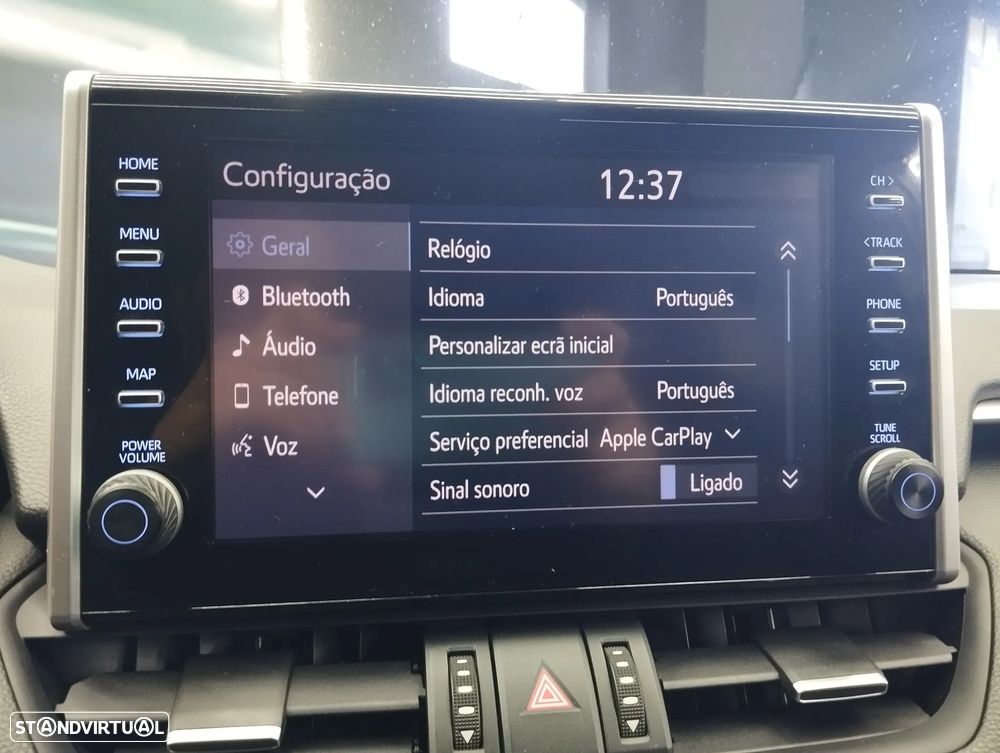 HOME
MENU
AUDIO
MAP
POWER
VOLUME
Configuração
12:37
Geral
Bluetooth
Áudio
Telefone
Voz
Relógio
Idioma Português
Personalizar ecrã inicial
Idioma reconh. voz Português
Serviço preferencial Apple CarPlay
Sinal sonoro Ligado
CH >
< TRACK
PHONE
SETUP
TUNE
SCROLL
STANDVIRTUAL